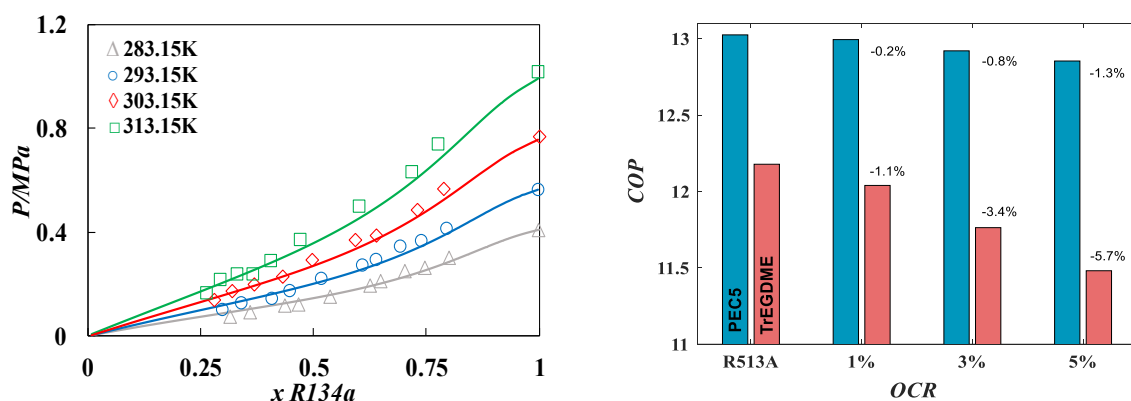 1.2
0.8
0.4
0
P/MPa
283.15K
293.15K
303.15K
313.15K
0 0.25 0.5 0.75 1
x R134a
13
12.5
12
11.5
11
COP
-0.2%
-0.8%
-1.3%
-1.1%
-3.4%
-5.7%
PEC5
TrEGDME
R513A 1% 3% 5%
OCR